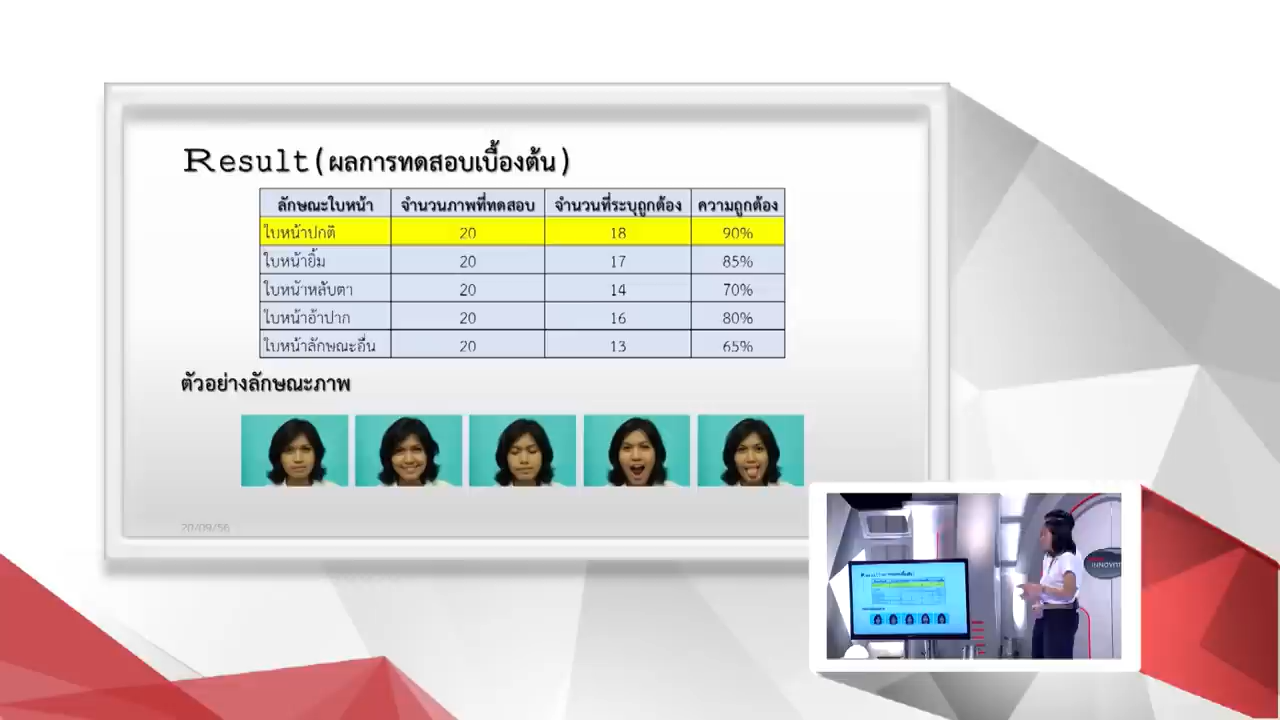 Result(ผลการทดสอบเบื้องต้น)
ลักษณะใบหน้า จำนวนภาพที่ทดสอบ จำนวนที่ระบุถูกต้อง ความถูกต้อง
ใบหน้าปกติ 20 18 90%
ใบหน้ายิ้ม 20 17 85%
ใบหน้าหลับตา 20 14 70%
ใบหน้าอ้าปาก 20 16 80%
ใบหน้าลักษณะอื่น 20 13 65%
ตัวอย่างลักษณะภาพ
20/09/56